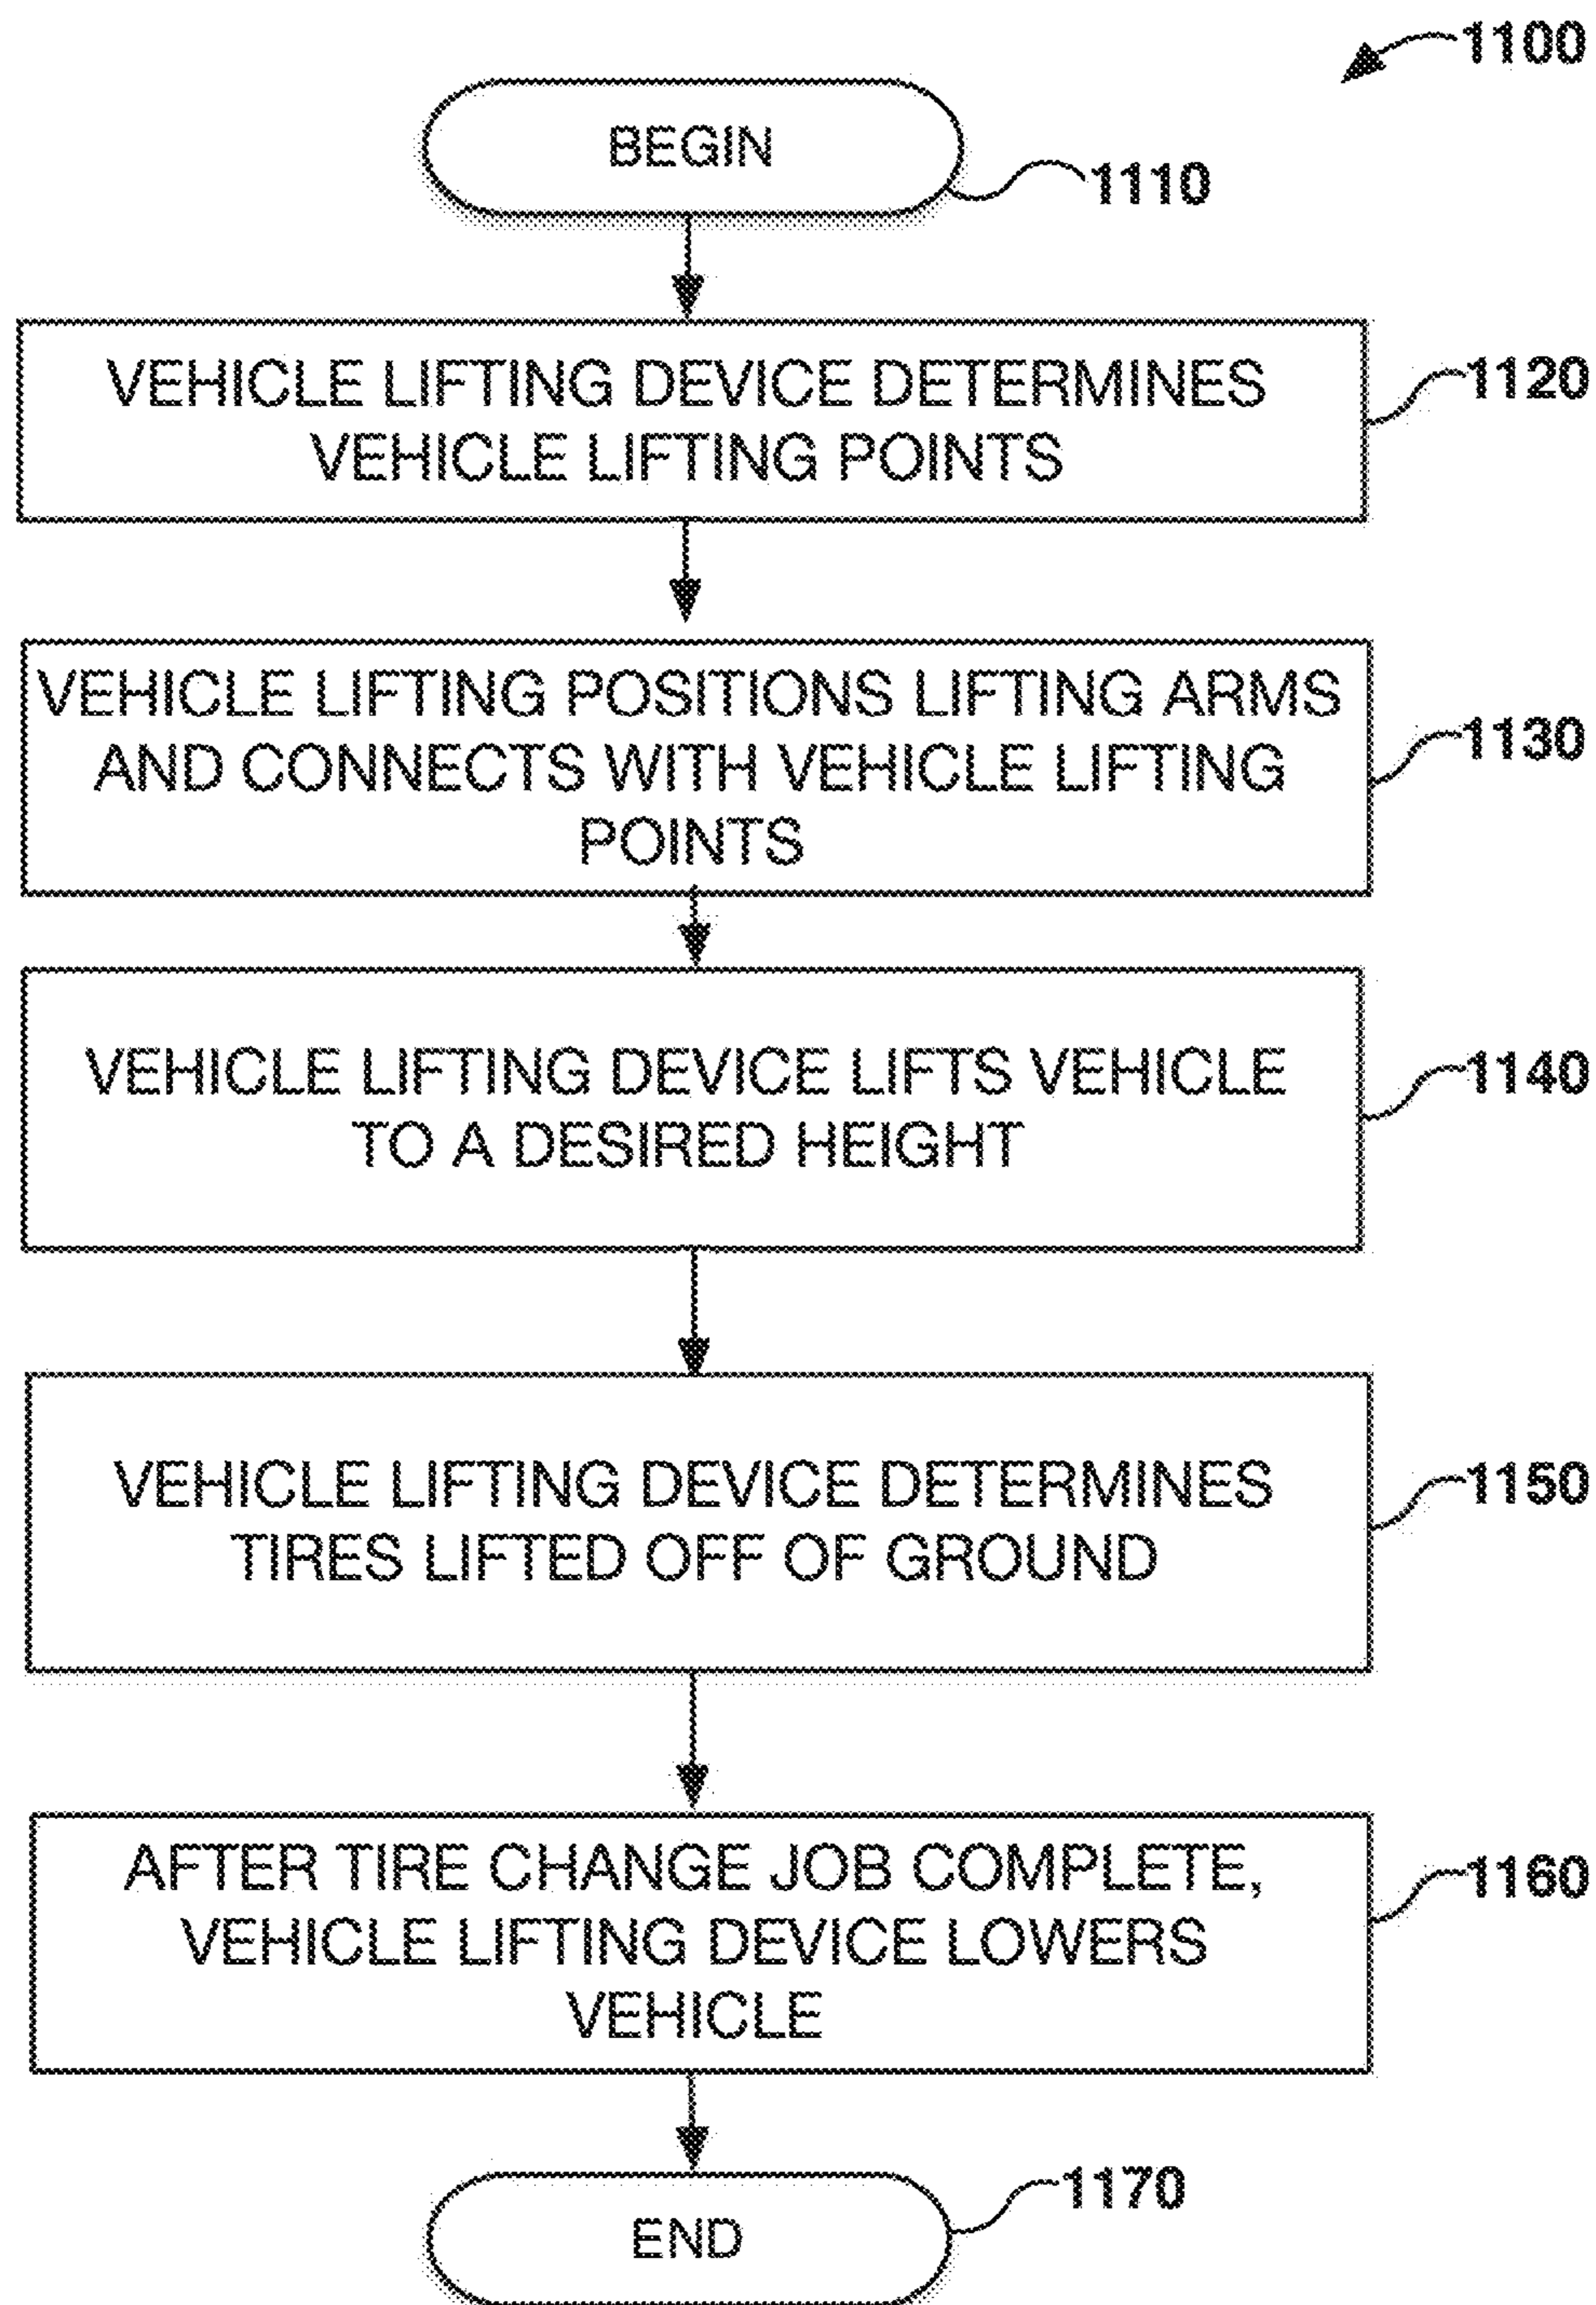 1100
BEGIN
1110
VEHICLE LIFTING DEVICE DETERMINES
VEHICLE LIFTING POINTS
1120
VEHICLE LIFTING POSITIONS LIFTING ARMS
AND CONNECTS WITH VEHICLE LIFTING
POINTS
1130
VEHICLE LIFTING DEVICE LIFTS VEHICLE
TO A DESIRED HEIGHT
1140
VEHICLE LIFTING DEVICE DETERMINES
TIRES LIFTED OFF OF GROUND
1150
AFTER TIRE CHANGE JOB COMPLETE,
VEHICLE LIFTING DEVICE LOWERS
VEHICLE
1160
END
1170